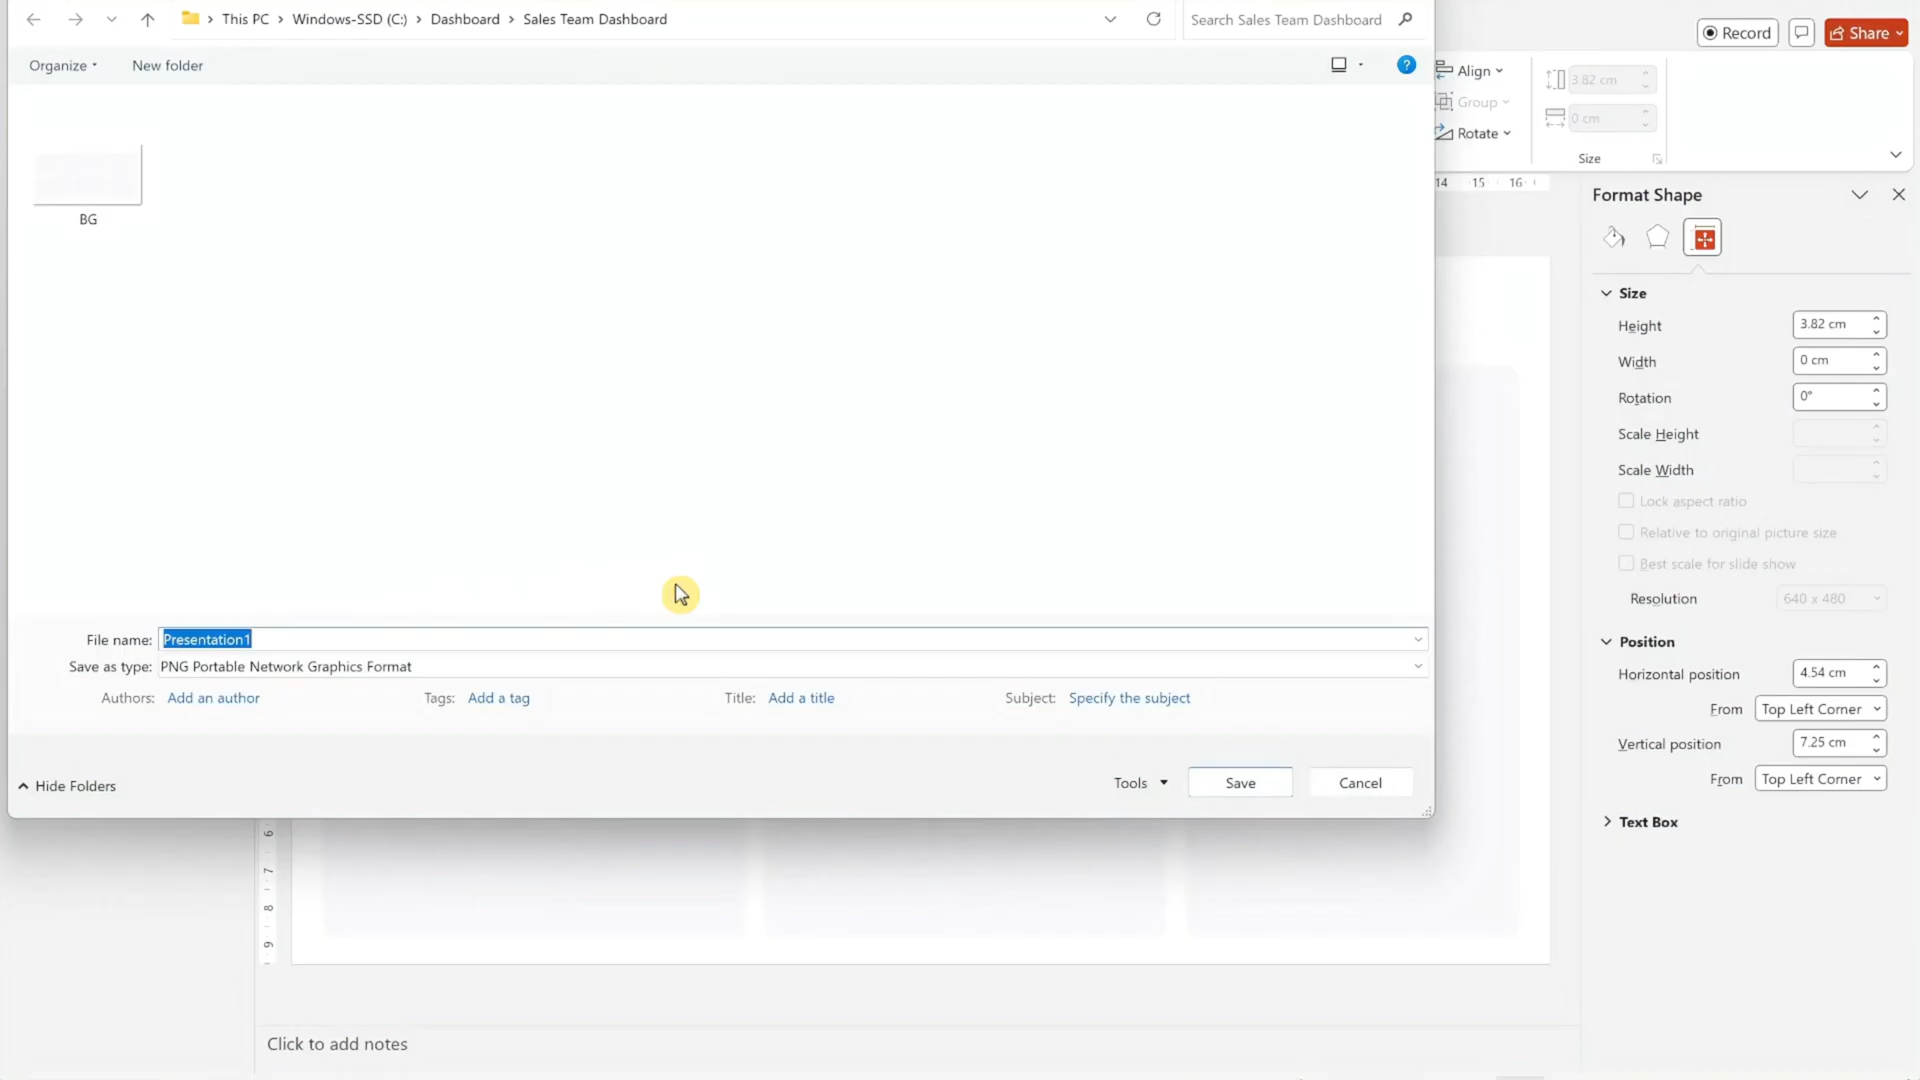 This PC > Windows-SSD (C:) > Dashboard > Sales Team Dashboard
Search Sales Team Dashboard
Record
Share
Organize
New folder
?
Align
Group
Rotate
3.82 cm
0 cm
Size
14 15 16
BG
Format Shape
Size
Height
3.82 cm
Width
0 cm
Rotation
0°
Scale Height
Scale Width
Lock aspect ratio
Relative to original picture size
Best scale for slide show
Resolution
640 x 480
Position
Horizontal position
4.54 cm
From
Top Left Corner
Vertical position
7.25 cm
From
Top Left Corner
Text Box
File name: Presentation1
Save as type: PNG Portable Network Graphics Format
Authors: Add an author
Tags: Add a tag
Title: Add a title
Subject: Specify the subject
Hide Folders
Tools
Save
Cancel
6
7
8
9
Click to add notes